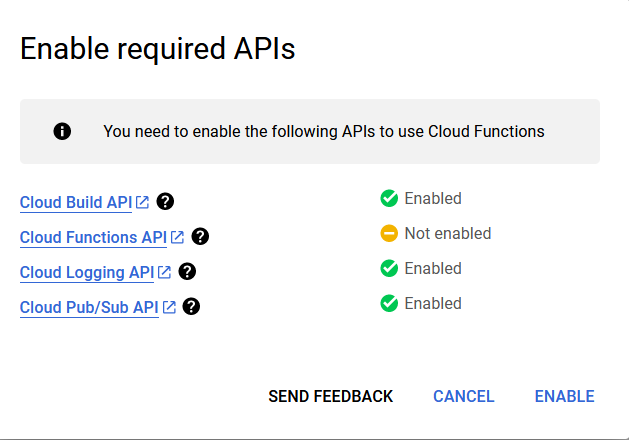 Enable required APIs
You need to enable the following APIs to use Cloud Functions
Cloud Build API Enabled
Cloud Functions API Not enabled
Cloud Logging API Enabled
Cloud Pub/Sub API Enabled
SEND FEEDBACK CANCEL ENABLE